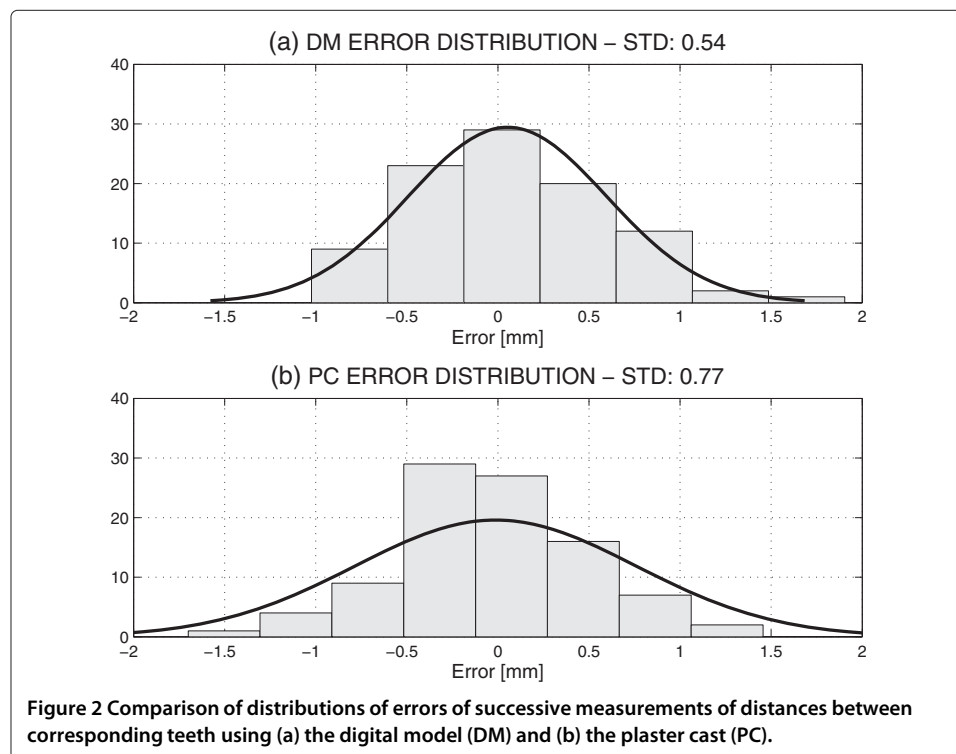 (a) DM ERROR DISTRIBUTION – STD: 0.54
40
30
20
10
0
−2 −1.5 −1 −0.5 0 0.5 1 1.5 2
Error [mm]
(b) PC ERROR DISTRIBUTION – STD: 0.77
40
30
20
10
0
−2 −1.5 −1 −0.5 0 0.5 1 1.5 2
Error [mm]
Figure 2 Comparison of distributions of errors of successive measurements of distances between
corresponding teeth using (a) the digital model (DM) and (b) the plaster cast (PC).